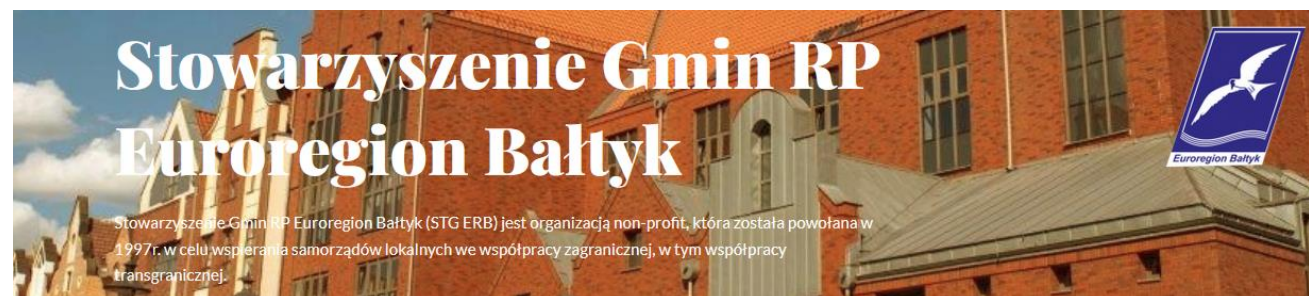 Stowarzyszenie Gmin RP
Euroregion Bałtyk
Stowarzyszenie Gmin RP Euroregion Bałtyk (STG ERB) jest organizacją non-profit, która została powołana w
1997r. w celu wspierania samorządów lokalnych we współpracy zagranicznej, w tym współpracy
transgranicznej.
Euroregion Bałtyk